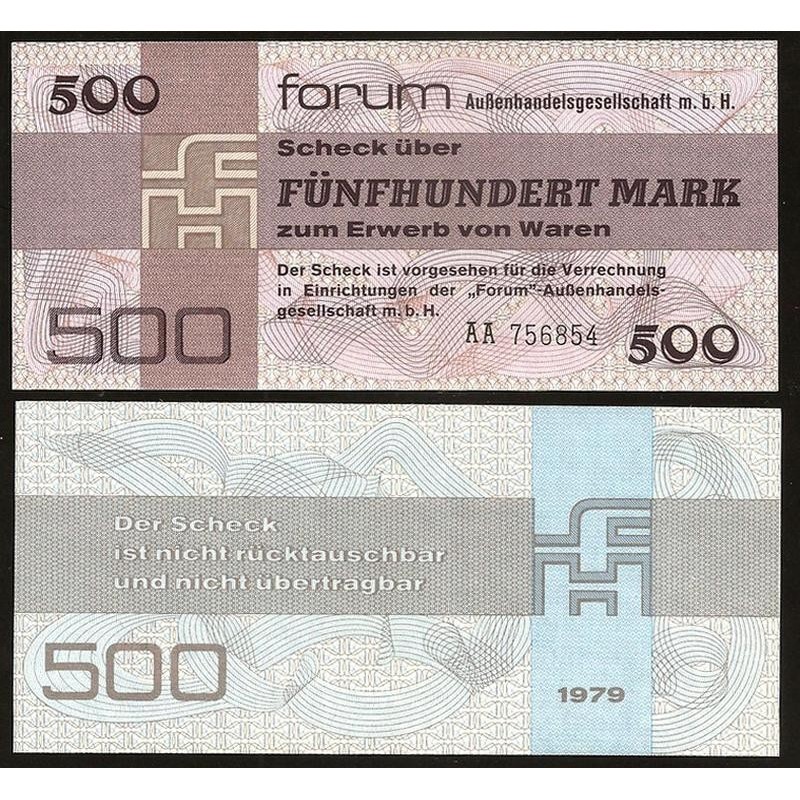 500
forum Außenhandelsgesellschaft m. b. H.
Scheck über
FÜNFHUNDERT MARK
zum Erwerb von Waren
Der Scheck ist vorgesehen für die Verrechnung
in Einrichtungen der „Forum"-Außenhandels-
gesellschaft m. b. H.
500
AA 756854
500
Der Scheck
ist nicht rücktauschbar
und nicht übertragbar
500
1979